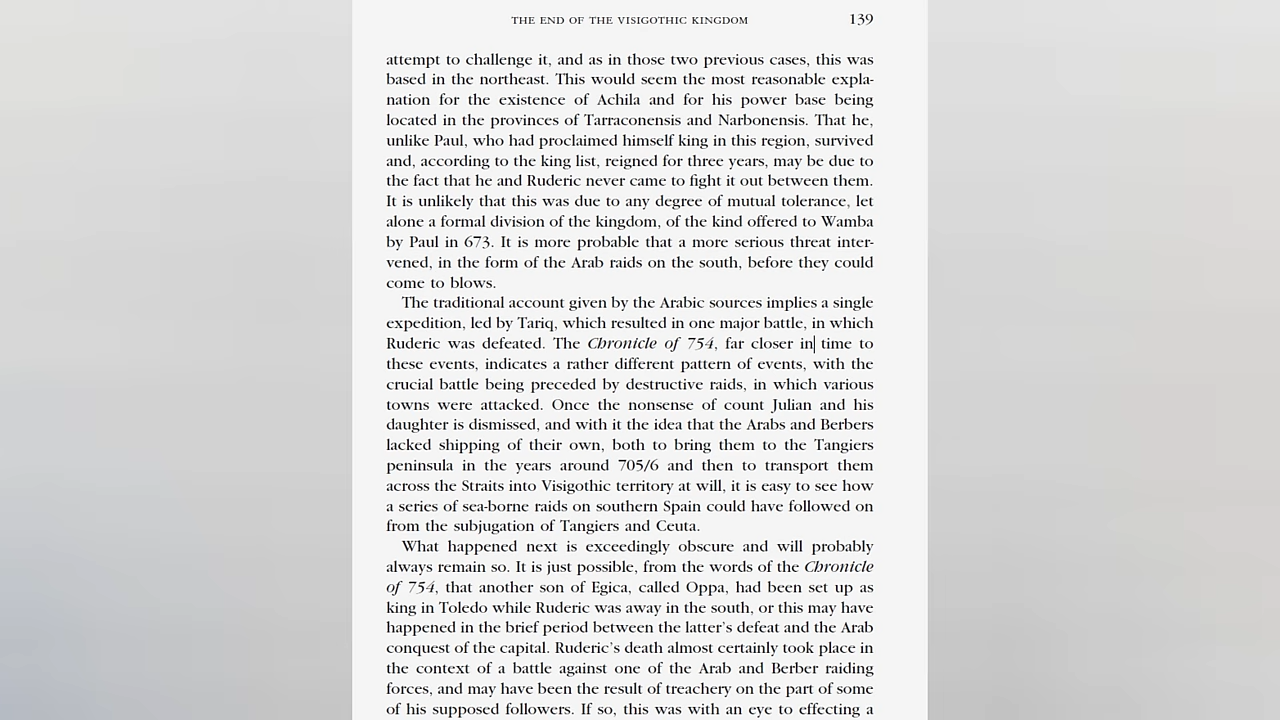 THE END OF THE VISIGOTHIC KINGDOM 139
attempt to challenge it, and as in those two previous cases, this was
based in the northeast. This would seem the most reasonable expla-
nation for the existence of Achila and for his power base being
located in the provinces of Tarraconensis and Narbonensis. That he,
unlike Paul, who had proclaimed himself king in this region, survived
and, according to the king list, reigned for three years, may be due to
the fact that he and Ruderic never came to fight it out between them.
It is unlikely that this was due to any degree of mutual tolerance, let
alone a formal division of the kingdom, of the kind offered to Wamba
by Paul in 673. It is more probable that a more serious threat inter-
vened, in the form of the Arab raids on the south, before they could
come to blows.
The traditional account given by the Arabic sources implies a single
expedition, led by Tariq, which resulted in one major battle, in which
Ruderic was defeated. The Chronicle of 754, far closer in time to
these events, indicates a rather different pattern of events, with the
crucial battle being preceded by destructive raids, in which various
towns were attacked. Once the nonsense of count Julian and his
daughter is dismissed, and with it the idea that the Arabs and Berbers
lacked shipping of their own, both to bring them to the Tangiers
peninsula in the years around 705/6 and then to transport them
across the Straits into Visigothic territory at will, it is easy to see how
a series of sea-borne raids on southern Spain could have followed on
from the subjugation of Tangiers and Ceuta.
What happened next is exceedingly obscure and will probably
always remain so. It is just possible, from the words of the Chronicle
of 754, that another son of Egica, called Oppa, had been set up as
king in Toledo while Ruderic was away in the south, or this may have
happened in the brief period between the latter's defeat and the Arab
conquest of the capital. Ruderic's death almost certainly took place in
the context of a battle against one of the Arab and Berber raiding
forces, and may have been the result of treachery on the part of some
of his supposed followers. If so, this was with an eye to effecting a